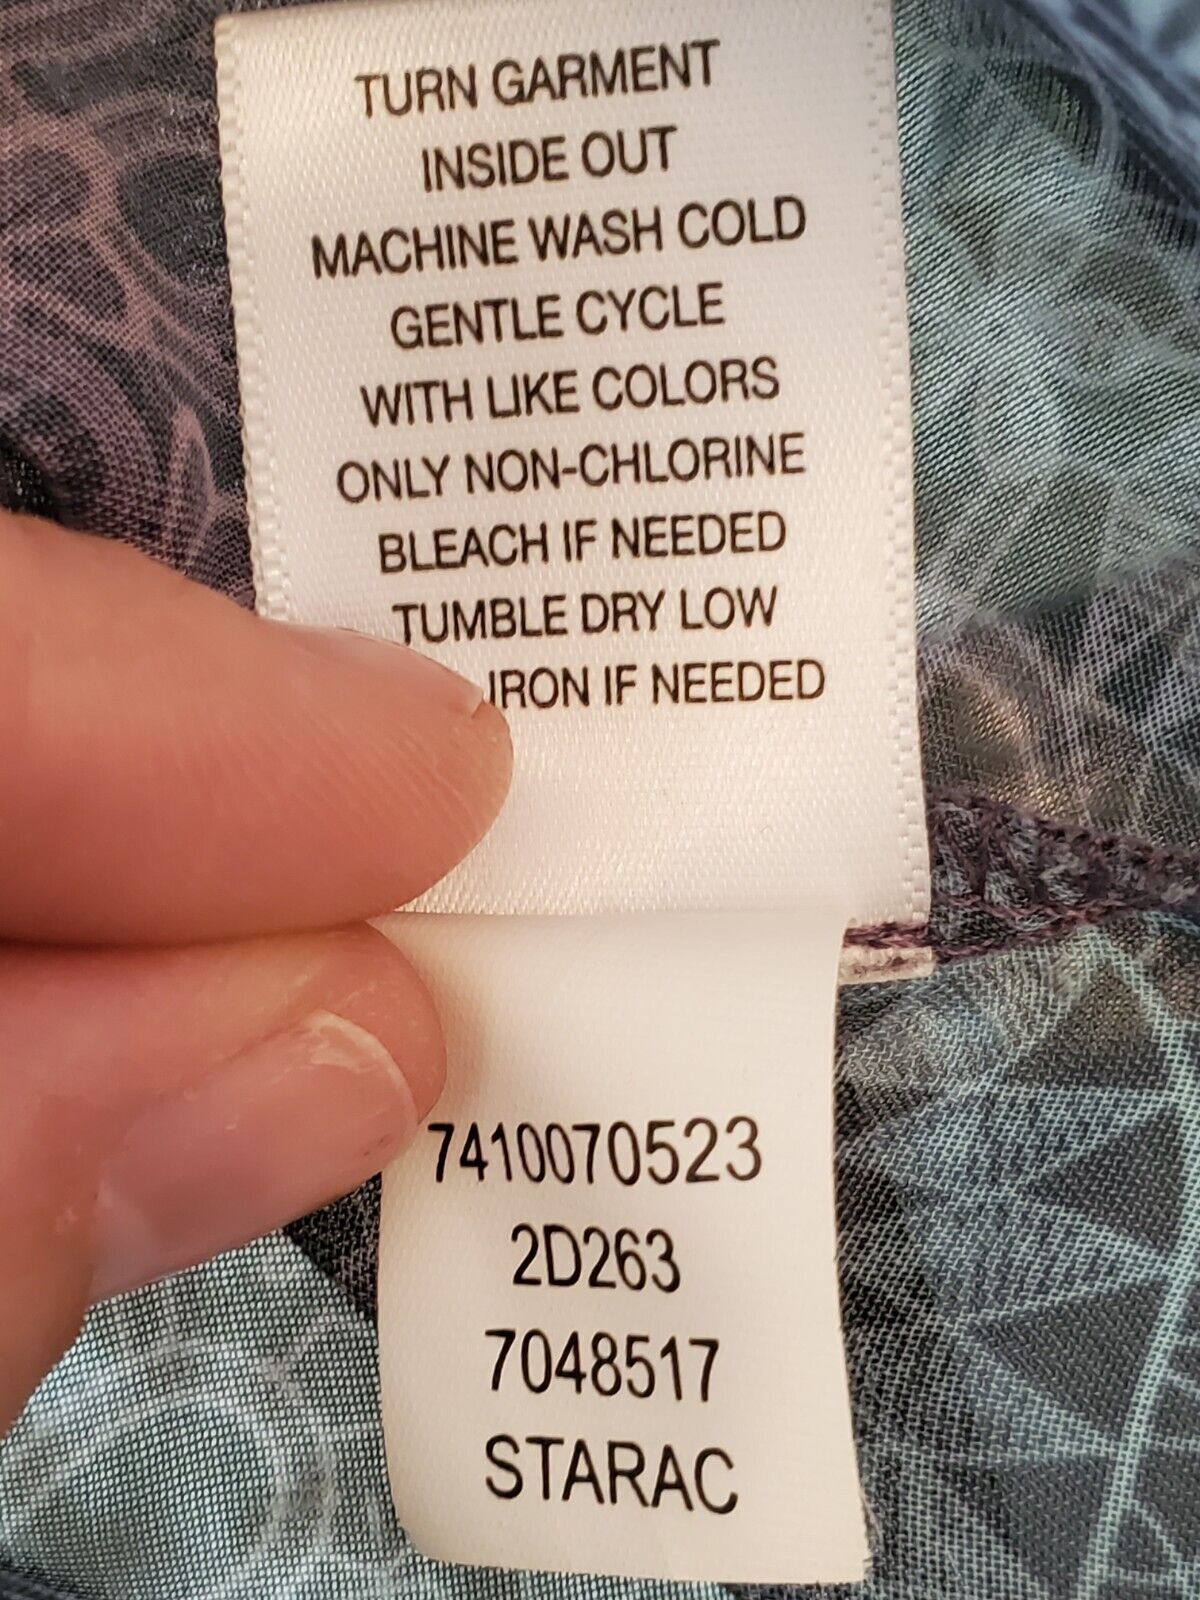 TURN GARMENT
INSIDE OUT
MACHINE WASH COLD
GENTLE CYCLE
WITH LIKE COLORS
ONLY NON-CHLORINE
BLEACH IF NEEDED
TUMBLE DRY LOW
IRON IF NEEDED
7410070523
2D263
7048517
STARAC